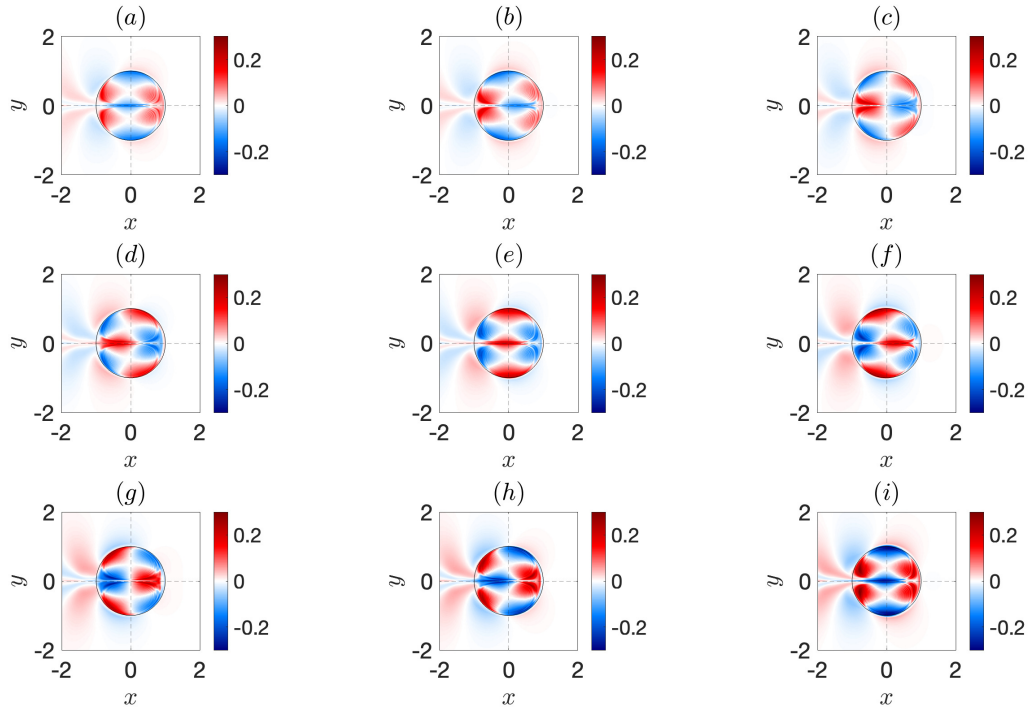 (a) (b) (c)
2 0.2 2 0.2 2 0.2
y 0 0 y 0 0 y 0 0
-0.2 -0.2 -0.2
-2 -2 -2
-2 0 2 -2 0 2 -2 0 2
x x x
(d) (e) (f)
2 0.2 2 0.2 2 0.2
y 0 0 y 0 0 y 0 0
-0.2 -0.2 -0.2
-2 -2 -2
-2 0 2 -2 0 2 -2 0 2
x x x
(g) (h) (i)
2 0.2 2 0.2 2 0.2
y 0 0 y 0 0 y 0 0
-0.2 -0.2 -0.2
-2 -2 -2
-2 0 2 -2 0 2 -2 0 2
x x x